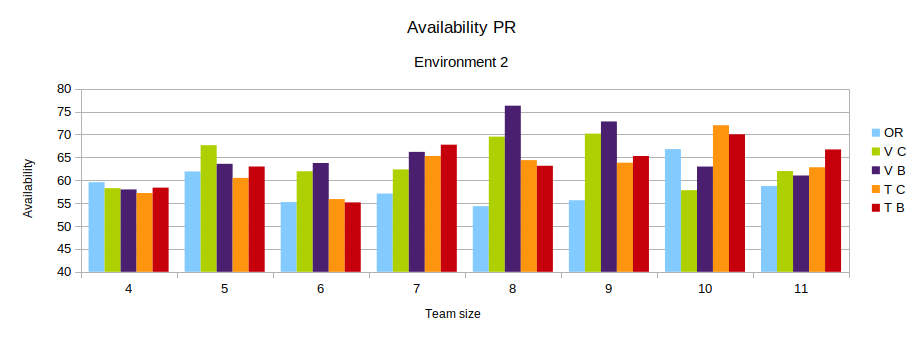 Availability PR
Environment 2
Availability
80
75
70
65
60
55
50
45
40
4 5 6 7 8 9 10 11
Team size
OR
V C
V B
T C
T B